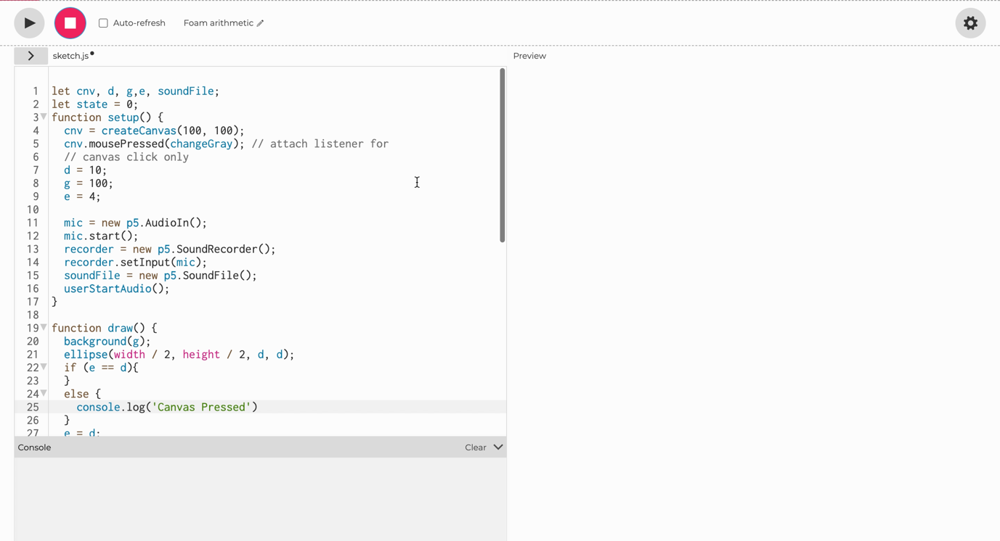 Auto-refresh Foam arithmetic
sketch.js Preview
1 let cnv, d, g,e, soundFile;
2 let state = 0;
3 function setup() {
4 cnv = createCanvas(100, 100);
5 cnv.mousePressed(changeGray); // attach listener for
6 // canvas click only
7 d = 10;
8 g = 100;
9 e = 4;
10
11 mic = new p5.AudioIn();
12 mic.start();
13 recorder = new p5.SoundRecorder();
14 recorder.setInput(mic);
15 soundFile = new p5.SoundFile();
16 userStartAudio();
17 }
18
19 function draw() {
20 background(g);
21 ellipse(width / 2, height / 2, d, d);
22 if (e == d){
23 }
24 else {
25 console.log('Canvas Pressed')
26 }
27 e = d;
Console Clear